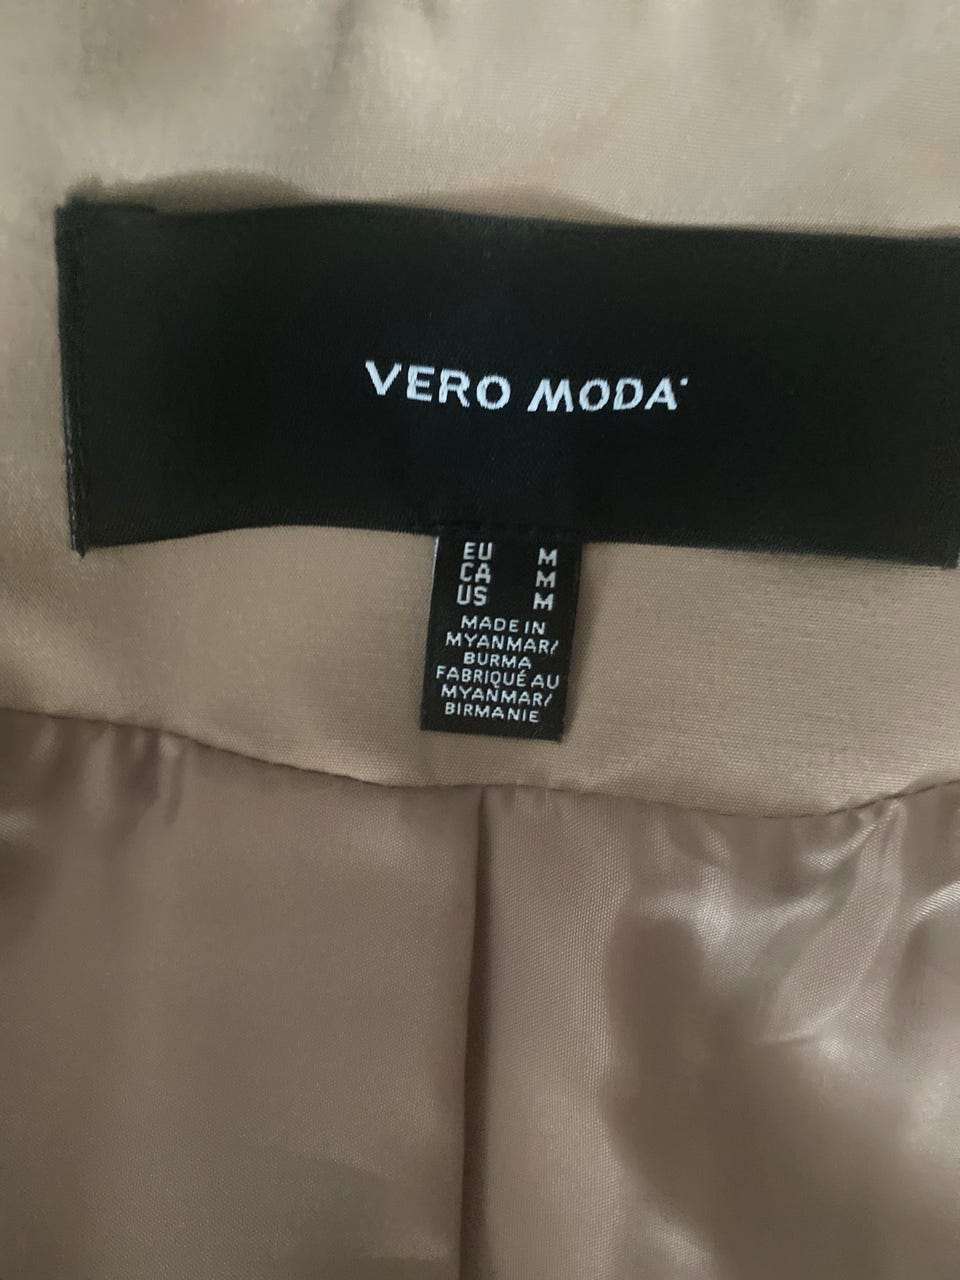 VERO MODA
EU M
CA M
US M
MADE IN
MYANMAR/
BURMA
FABRIQUÉ AU
MYANMAR/
BIRMANIE